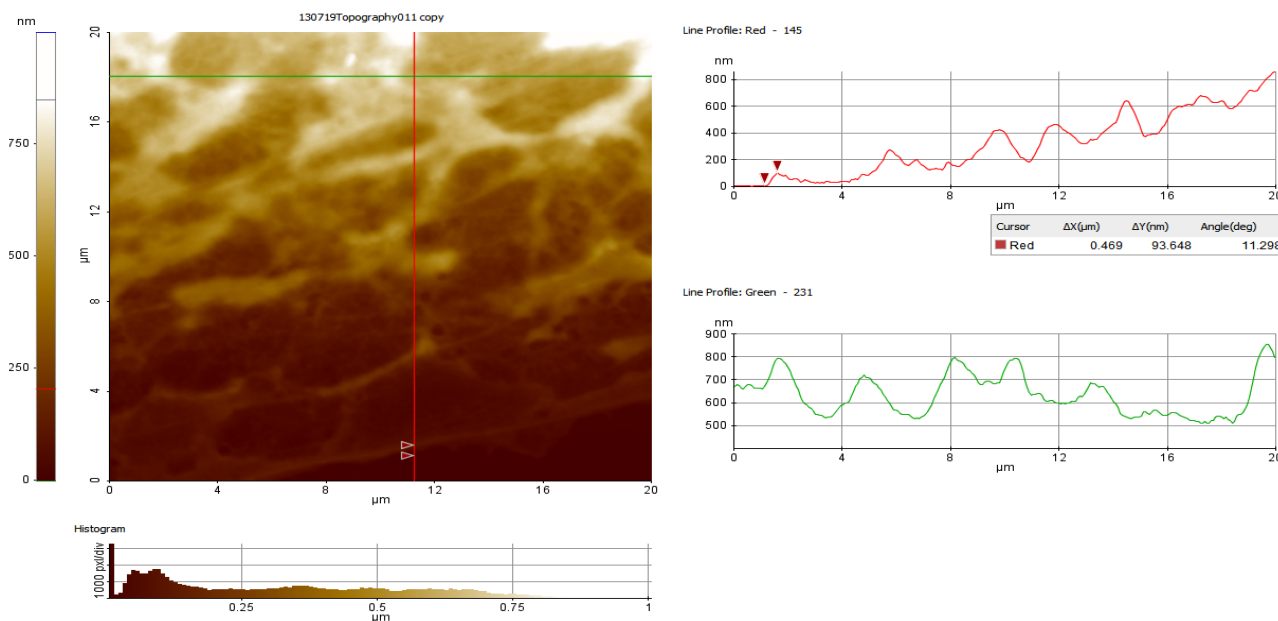 130719Topography011 copy
nm
750
500
250
0
20
16
12
8
4
0
µm
0 4 8 12 16 20
µm
Histogram
1000 pxl/div
0.25 0.5 0.75 1
µm
Line Profile: Red - 145
nm
800
600
400
200
0
0 4 8 12 16 20
µm
Cursor ΔX(µm) ΔY(nm) Angle(deg)
Red 0.469 93.648 11.298
Line Profile: Green - 231
nm
900
800
700
600
500
0 4 8 12 16 20
µm